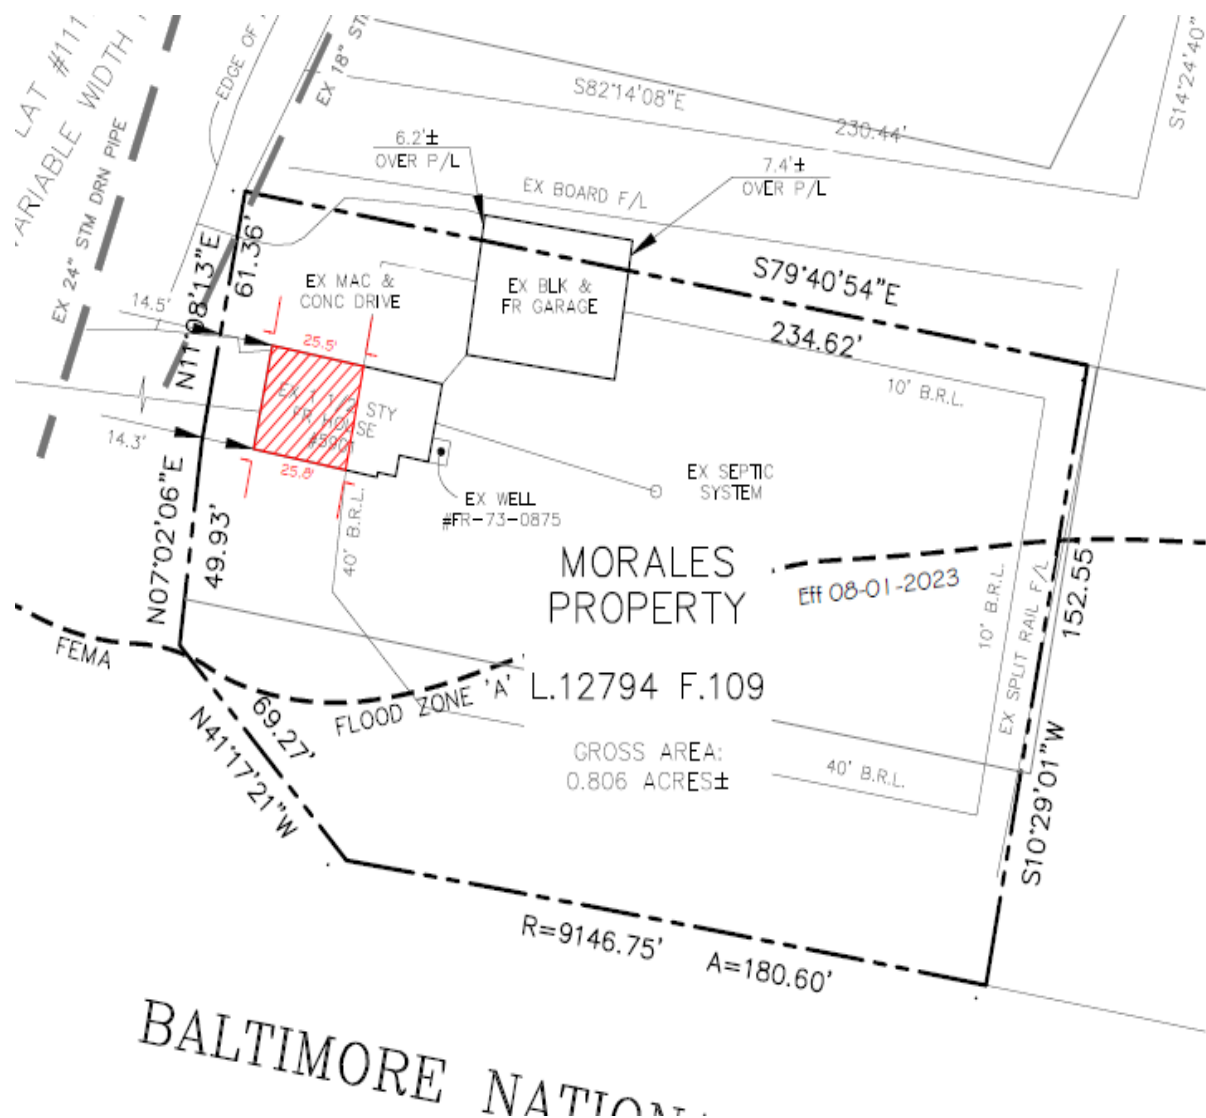 LAT #111
VARIABLE WIDTH
EX 24" STM DRN PIPE
EDGE OF
EX 18" STM
S82°14'08"E
230.44'
S14°24'40"
6.2'±
OVER P/L
7.4'±
OVER P/L
EX BOARD F/L
N11°08'13"E
61.36'
EX MAC &
CONC DRIVE
EX BLK &
FR GARAGE
S79°40'54"E
234.62'
14.5'
25.5'
10' B.R.L.
EX 1 1/2 STY
FR HOUSE
#5901
14.3'
25.8'
EX WELL
#FR-73-0875
EX SEPTIC
SYSTEM
40' B.R.L.
N07°02'06"E
49.93'
MORALES
PROPERTY
Eff 08-01-2023
10' B.R.L.
EX SPLIT RAIL F/L
152.55
FEMA
FLOOD ZONE 'A'
L.12794 F.109
69.27'
N41°17'21"W
GROSS AREA:
0.806 ACRES±
40' B.R.L.
S10°29'01"W
R=9146.75'
A=180.60'
BALTIMORE NATIONA